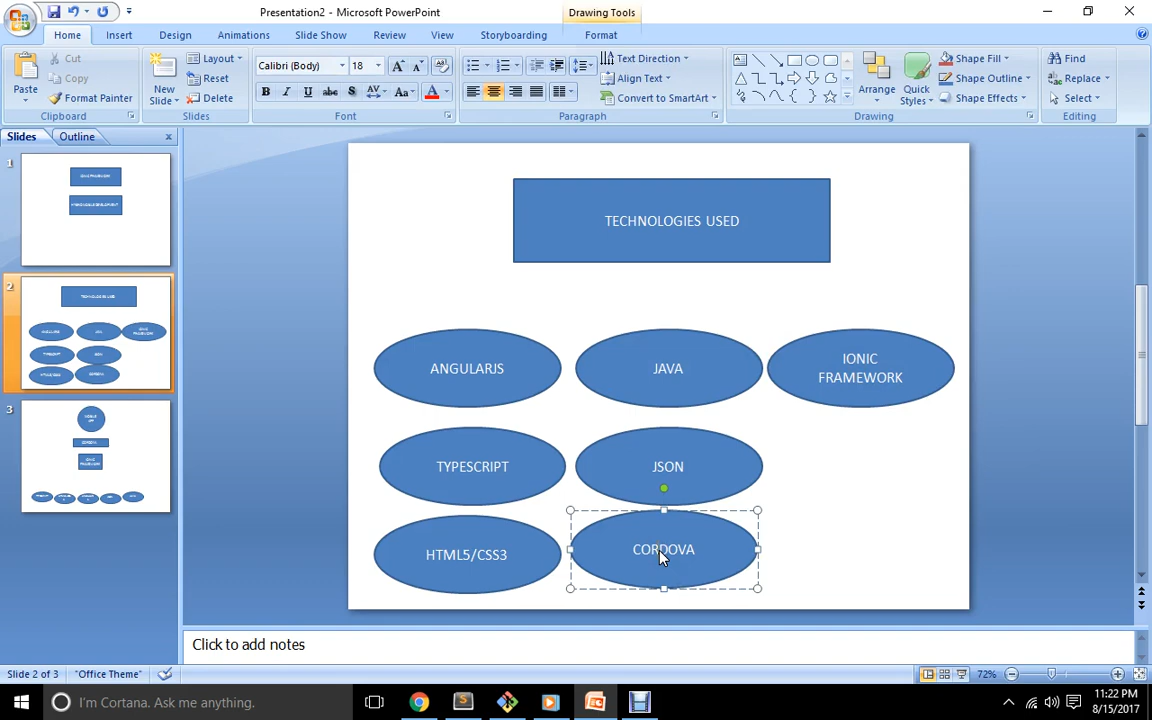 Presentation2 - Microsoft PowerPoint
Drawing Tools
Home
Insert
Design
Animations
Slide Show
Review
View
Storyboarding
Format
Paste
Cut
Copy
Format Painter
Clipboard
New
Slide
Layout
Reset
Delete
Slides
Calibri (Body)
18
Font
Text Direction
Align Text
Convert to SmartArt
Paragraph
Arrange
Quick
Styles
Shape Fill
Shape Outline
Shape Effects
Drawing
Find
Replace
Select
Editing
Slides
Outline
1
2
3
TECHNOLOGIES USED
ANGULARJS
JAVA
IONIC
FRAMEWORK
TYPESCRIPT
JSON
HTML5/CSS3
CORDOVA
Click to add notes
Slide 2 of 3
"Office Theme"
72%
I'm Cortana. Ask me anything.
11:22 PM
8/15/2017